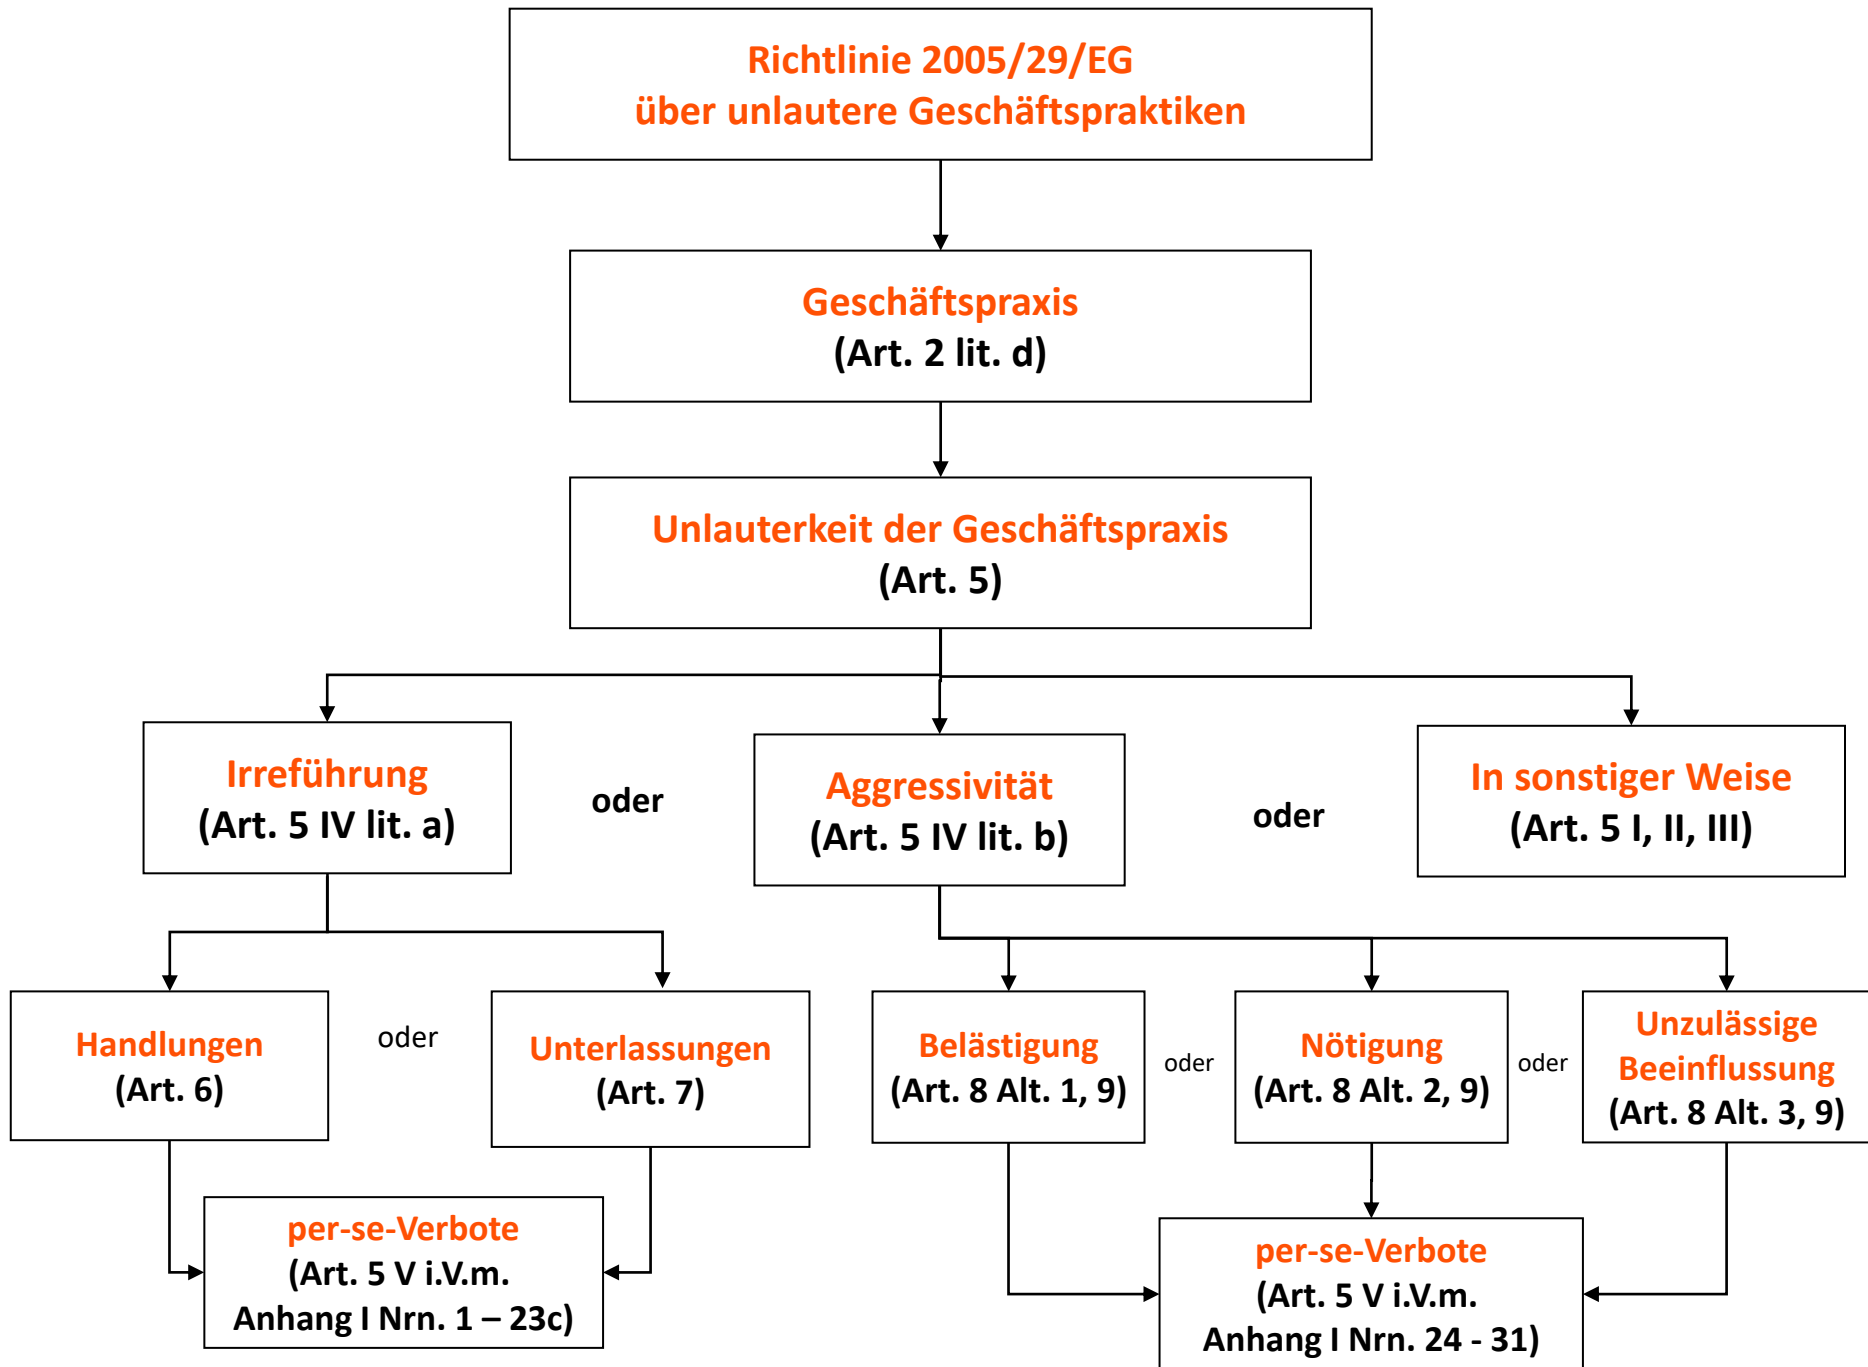 Richtlinie 2005/29/EG
über unlautere Geschäftspraktiken
Geschäftspraxis
(Art. 2 lit. d)
Unlauterkeit der Geschäftspraxis
(Art. 5)
Irreführung
(Art. 5 IV lit. a)
oder
Aggressivität
(Art. 5 IV lit. b)
oder
In sonstiger Weise
(Art. 5 I, II, III)
Handlungen
(Art. 6)
oder
Unterlassungen
(Art. 7)
Belästigung
(Art. 8 Alt. 1, 9)
oder
Nötigung
(Art. 8 Alt. 2, 9)
oder
Unzulässige
Beeinflussung
(Art. 8 Alt. 3, 9)
per-se-Verbote
(Art. 5 V i.V.m.
Anhang I Nrn. 1 – 23c)
per-se-Verbote
(Art. 5 V i.V.m.
Anhang I Nrn. 24 - 31)